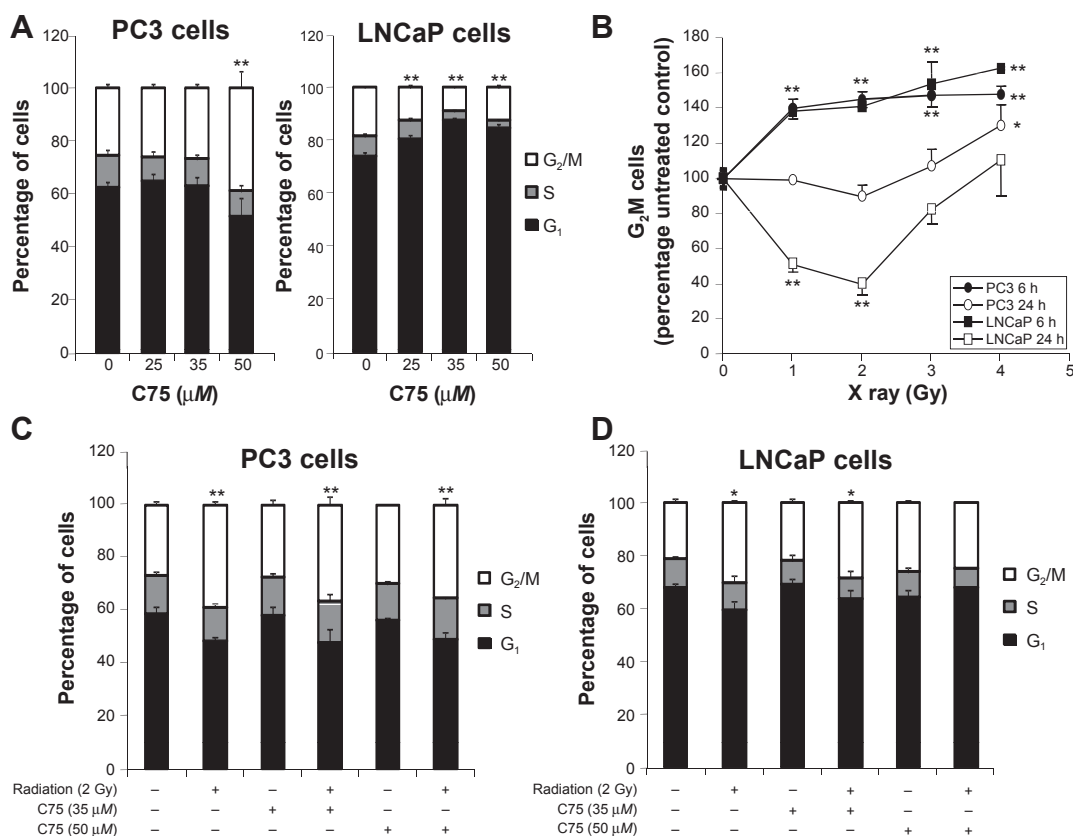 A
PC3 cells
LNCaP cells
Percentage of cells
120
100
80
60
40
20
0
**
0 25 35 50
C75 (μM)
Percentage of cells
120
100
80
60
40
20
0
** ** **
0 25 35 50
C75 (μM)
G₂/M
S
G₁
B
G₂M cells
(percentage untreated control)
180
160
140
120
100
80
60
40
20
0
** ** ** **
** **
*
** **
PC3 6 h
PC3 24 h
LNCaP 6 h
LNCaP 24 h
0 1 2 3 4 5
X ray (Gy)
C
PC3 cells
Percentage of cells
120
100
80
60
40
20
0
** ** **
G₂/M
S
G₁
Radiation (2 Gy) – + – + – +
C75 (35 μM) – – + + – –
C75 (50 μM) – – – – + +
D
LNCaP cells
Percentage of cells
120
100
80
60
40
20
0
* *
G₂/M
S
G₁
Radiation (2 Gy) – + – + – +
C75 (35 μM) – – + + – –
C75 (50 μM) – – – – + +